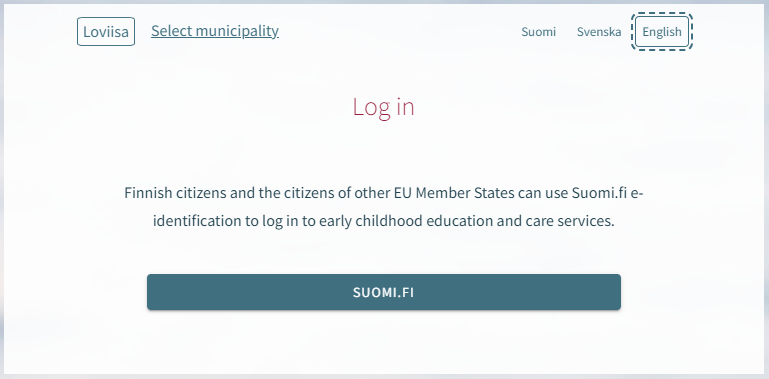 Loviisa Select municipality Suomi Svenska English
Log in
Finnish citizens and the citizens of other EU Member States can use Suomi.fi e-
identification to log in to early childhood education and care services.
SUOMI.FI